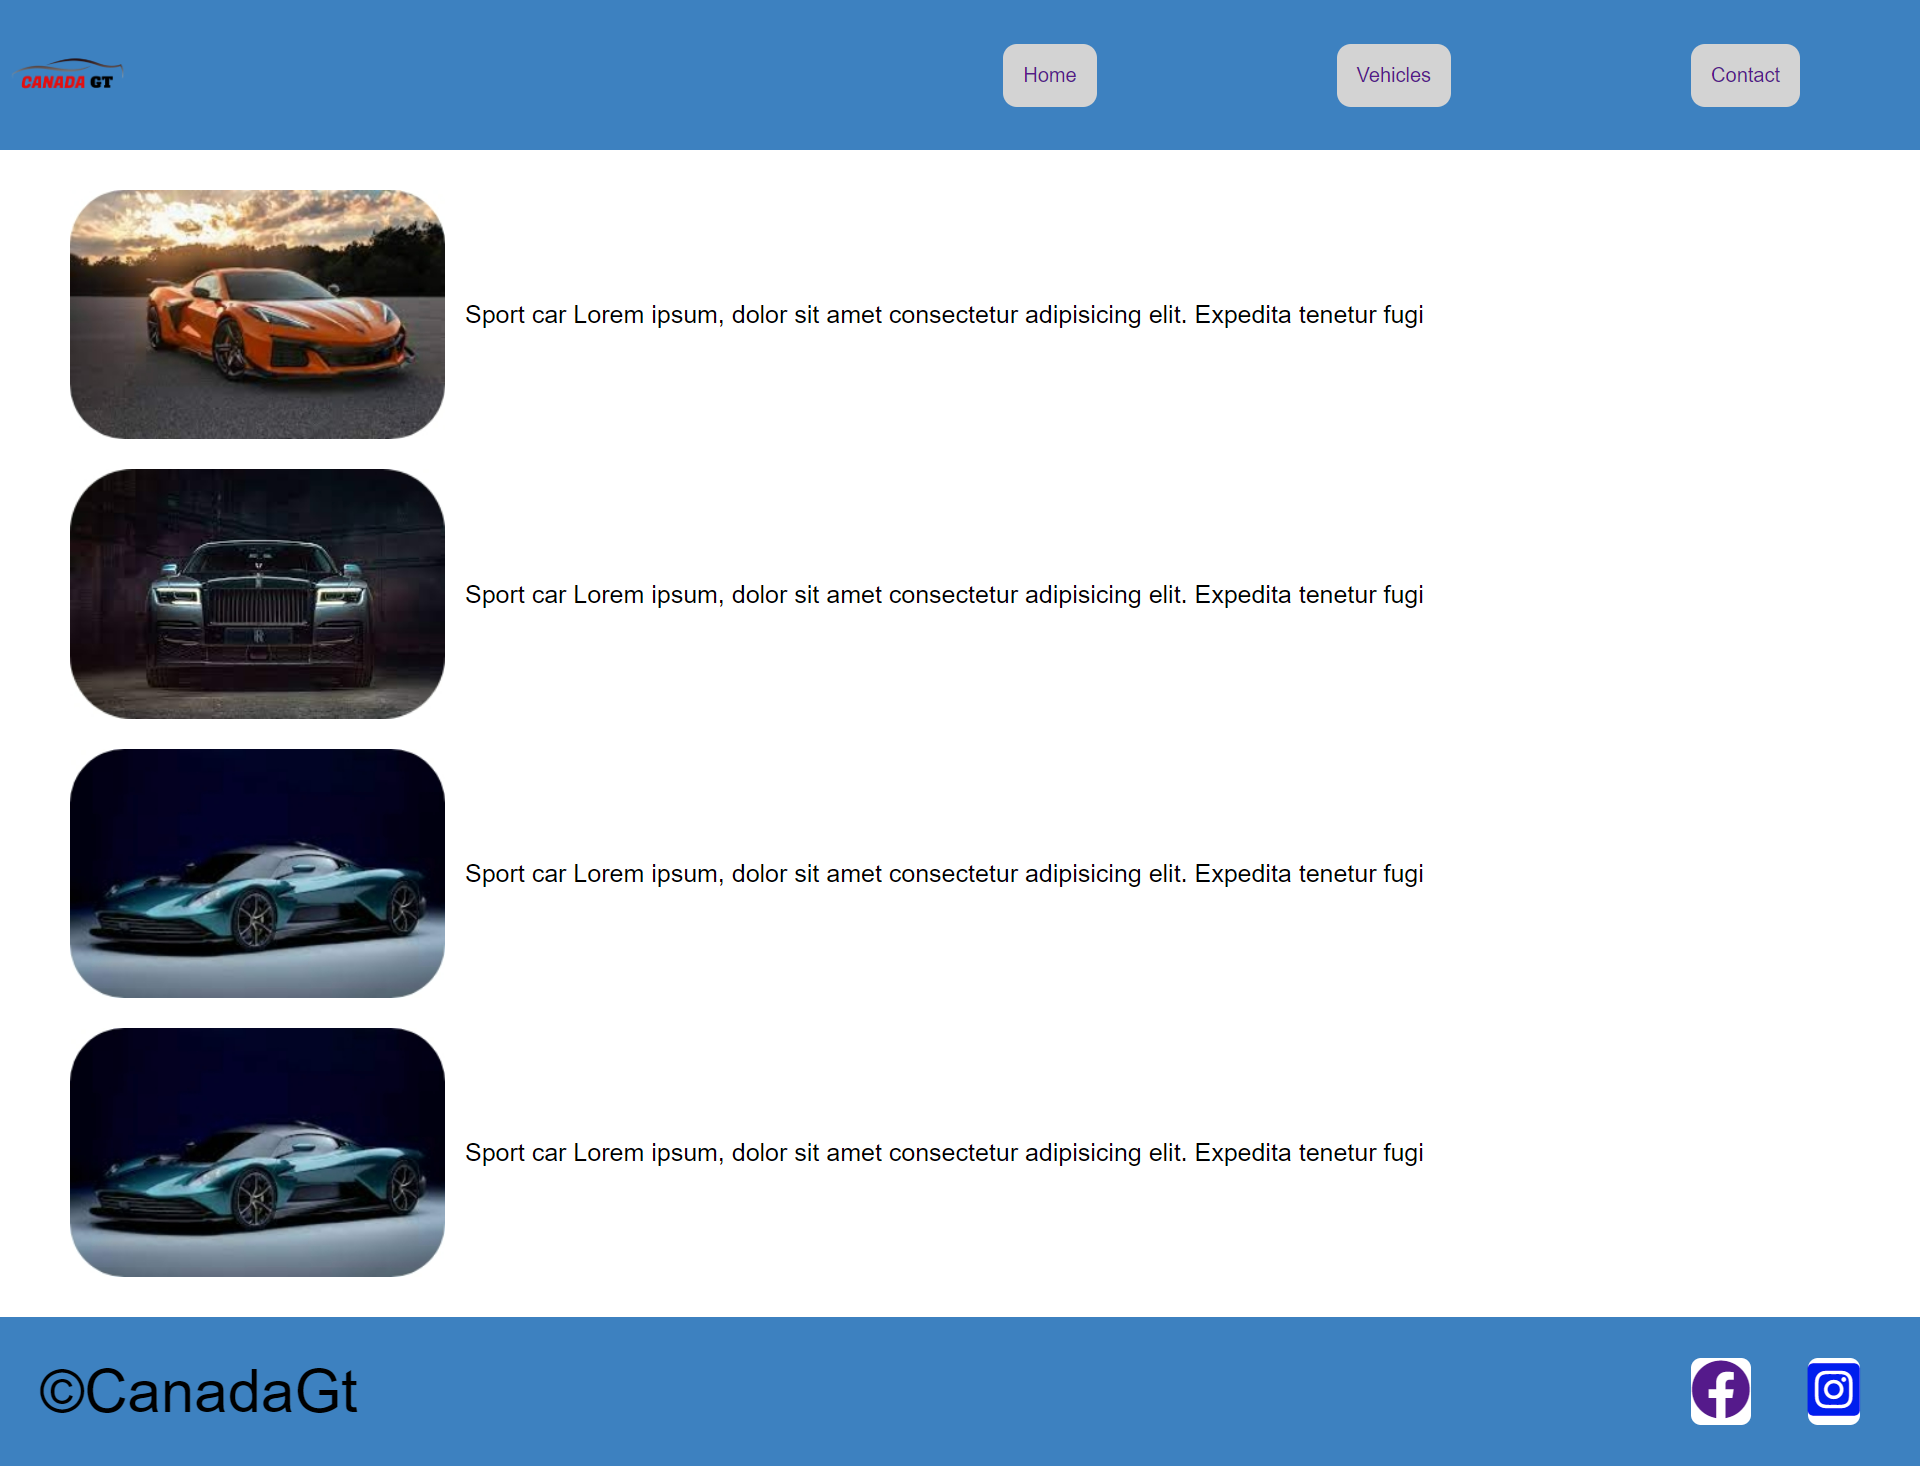 CANADA GT
Home
Vehicles
Contact
Sport car Lorem ipsum, dolor sit amet consectetur adipisicing elit. Expedita tenetur fugi
Sport car Lorem ipsum, dolor sit amet consectetur adipisicing elit. Expedita tenetur fugi
Sport car Lorem ipsum, dolor sit amet consectetur adipisicing elit. Expedita tenetur fugi
Sport car Lorem ipsum, dolor sit amet consectetur adipisicing elit. Expedita tenetur fugi
©CanadaGt